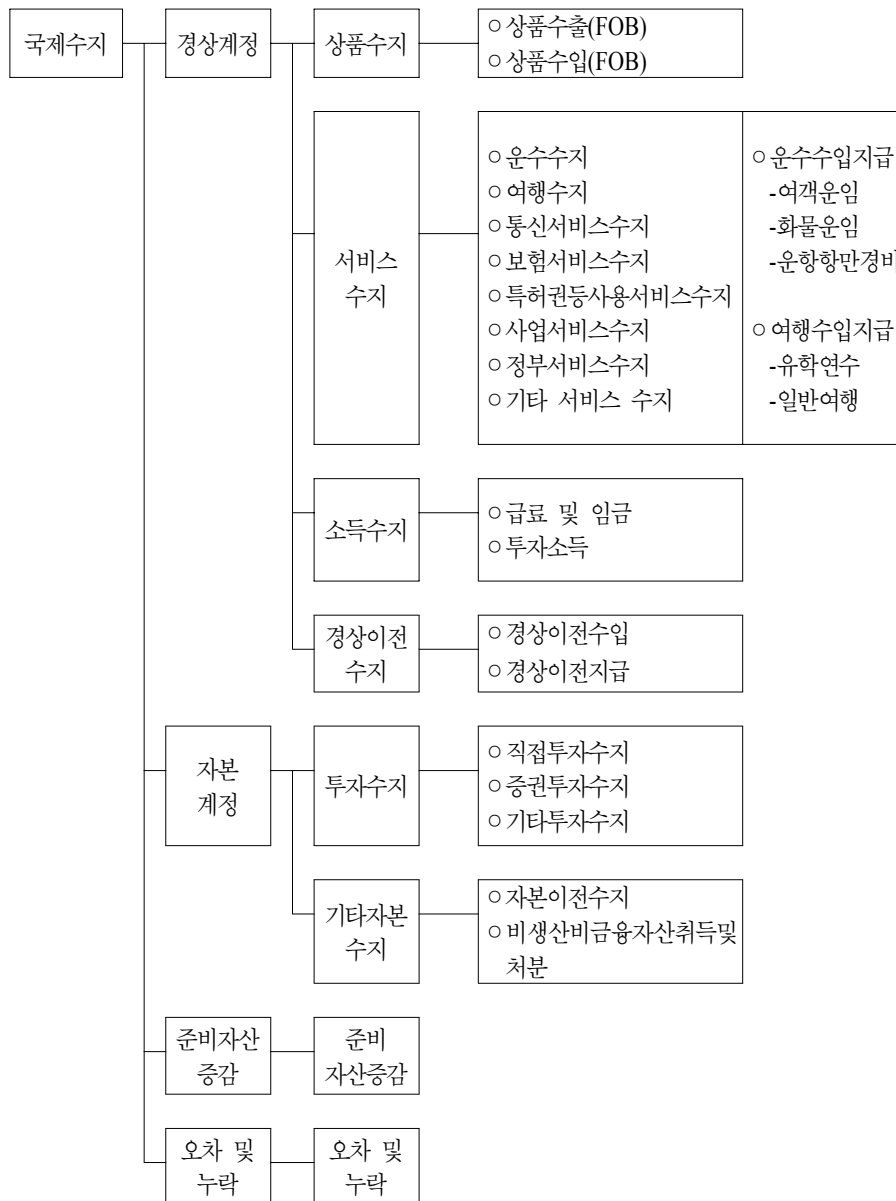 국제수지
경상계정
상품수지
○ 상품수출(FOB)
○ 상품수입(FOB)
서비스
수지
○ 운수수지
○ 여행수지
○ 통신서비스수지
○ 보험서비스수지
○ 특허권등사용서비스수지
○ 사업서비스수지
○ 정부서비스수지
○ 기타 서비스 수지
○ 운수수입지급
-여객운임
-화물운임
-운항항만경비
○ 여행수입지급
-유학연수
-일반여행
소득수지
○ 급료 및 임금
○ 투자소득
경상이전
수지
○ 경상이전수입
○ 경상이전지급
자본
계정
투자수지
○ 직접투자수지
○ 증권투자수지
○ 기타투자수지
기타자본
수지
○ 자본이전수지
○ 비생산비금융자산취득및
처분
준비자산
증감
준비
자산증감
오차 및
누락
오차 및
누락